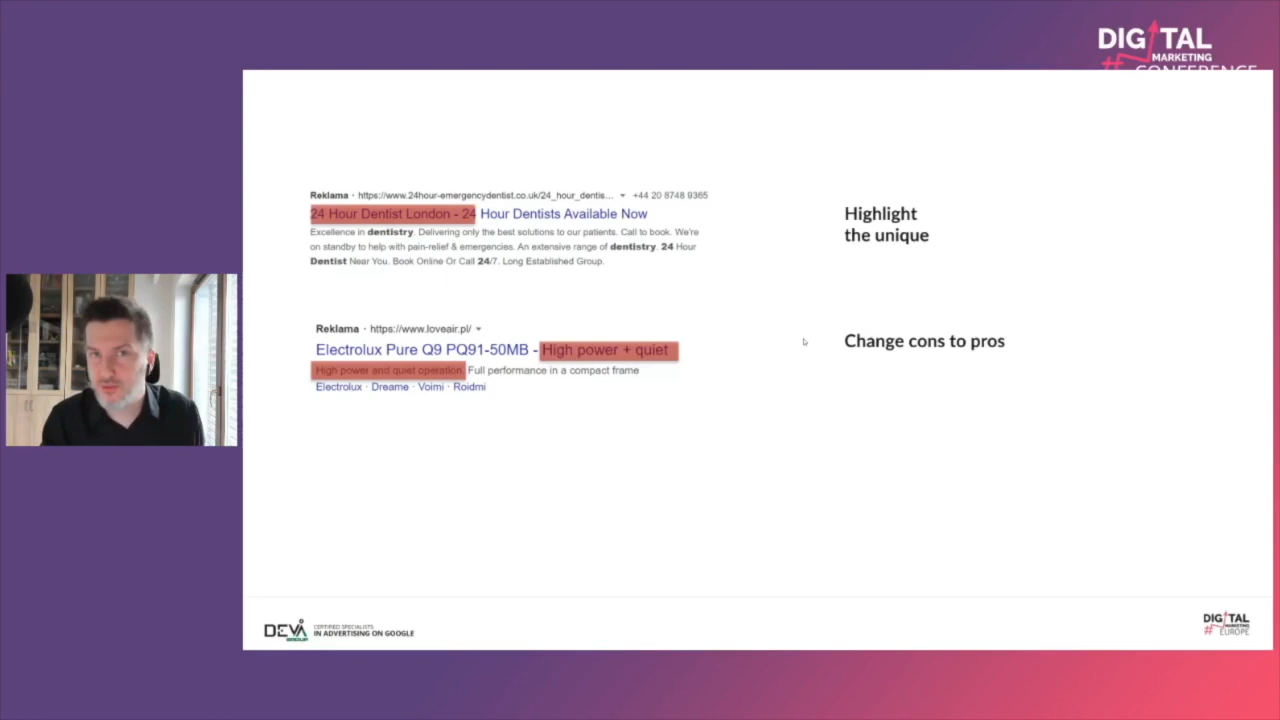 DIGITAL
MARKETING
# CONFERENCE
Reklama · https://www.24hour-emergencydentist.co.uk/24_hour_dentis... +44 20 8748 9365
24 Hour Dentist London - 24 Hour Dentists Available Now
Excellence in dentistry. Delivering only the best solutions to our patients. Call to book. We're
on standby to help with pain-relief & emergencies. An extensive range of dentistry. 24 Hour
Dentist Near You. Book Online Or Call 24/7. Long Established Group.
Highlight
the unique
Reklama · https://www.loveair.pl/
Electrolux Pure Q9 PQ91-50MB - High power + quiet
High power and quiet operation. Full performance in a compact frame
Electrolux · Dreame · Voimi · Roidmi
Change cons to pros
DEVA
GROUP
CERTIFIED SPECIALISTS
IN ADVERTISING ON GOOGLE
DIGITAL
MARKETING
# EUROPE